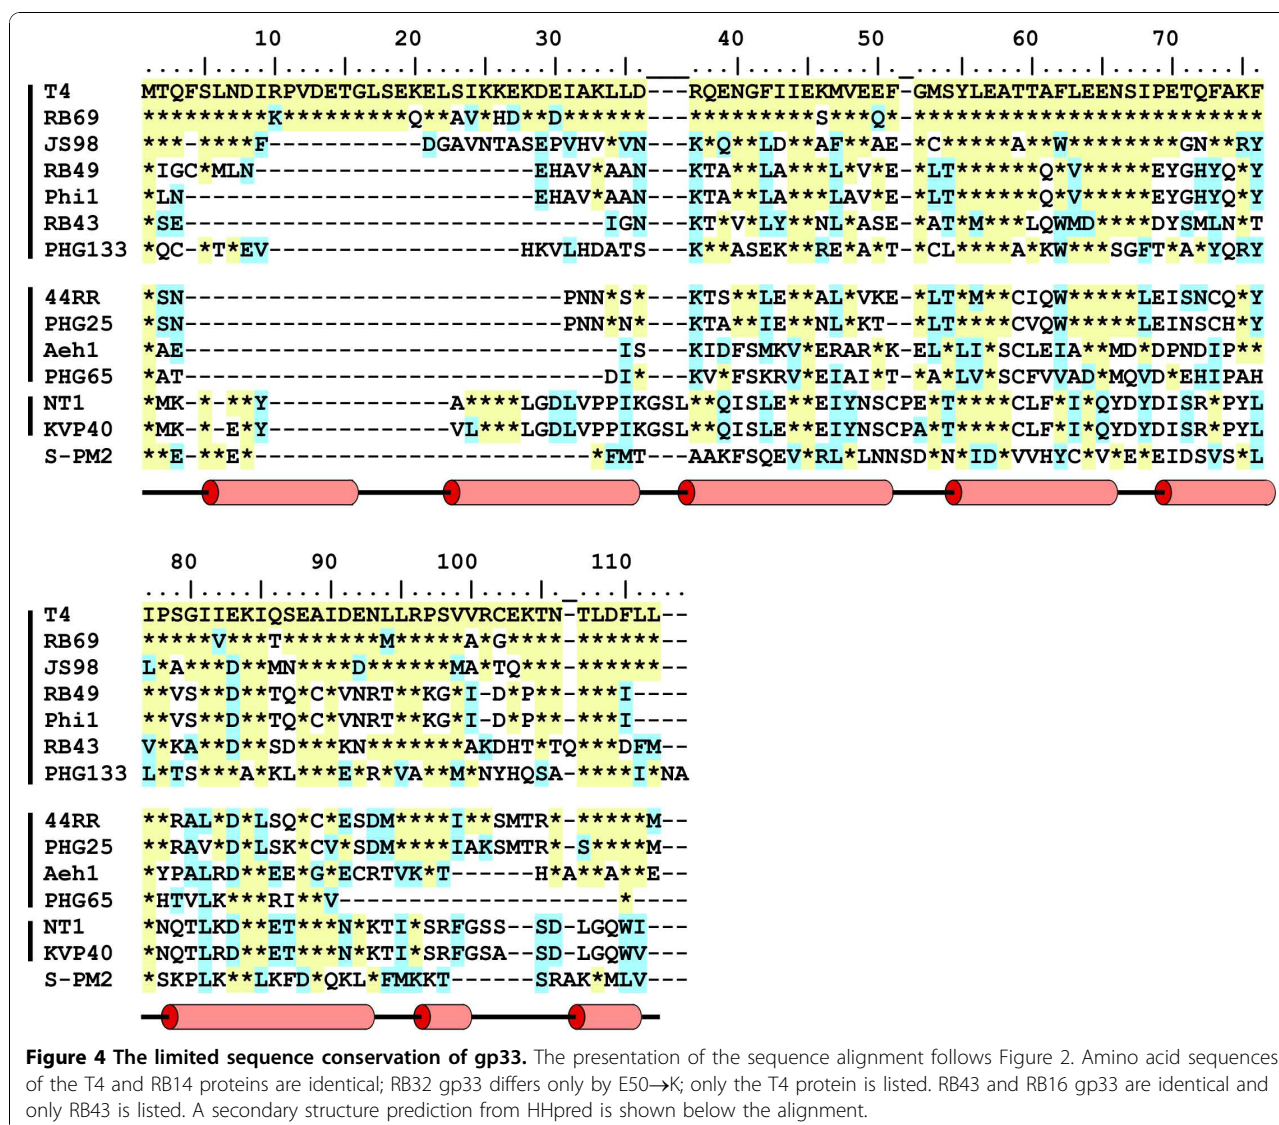 10 20 30 40 50 60 70
T4 MTQFSLNDIRPVDETGLSEKELSIKKEKDEIAKLLD---RQENGFIIEKMVEEF-GMSYLEATTAFLEENSIPETQFAKF
RB69 *********K*********Q**AV*HD**D******---*********S***Q*-*************************
JS98 ***-****F-----------DGAVNTASEPVHV*VN---K*Q**LD**AF**AE-*C****A**W********GN**RY
RB49 *IGC*MLN--------------------EHAV*AAN---KTA**LA***L*V*E-*LT******Q*V*****EYGHYQ*Y
Phi1 *LN-------------------------EHAV*AAN---KTA**LA***LAV*E-*LT******Q*V*****EYGHYQ*Y
RB43 *SE------------------------------IGN---KT*V*LY**NL*ASE-*AT*M***LQWMD****DYSMLN*T
PHG133 *QC-*T*EV------------------HKVLHDATS---K**ASEK**RE*A*T-*CL****A*KW***SGFT*A*YQRY
44RR *SN---------------------------PNN*S*---KTS**LE**AL*VKE-*LT*M**CIQW*****LEISNCQ*Y
PHG25 *SN---------------------------PNN*N*---KTA**IE**NL*KT--*LT****CVQW*****LEINSCH*Y
Aeh1 *AE-------------------------------IS---KIDFSMKV*ERAR*K-EL*LI*SCLEIA**MD*DPNDIP**
PHG65 *AT------------------------------DI*---KV*FSKRV*EIAI*T-*A*LV*SCFVVAD*MQVD*EHIPAH
NT1 *MK-*-**Y-------------A****LGDLVPPIKGSL**QISLE**EIYNSCPE*T****CLF*I*QYDYDISR*PYL
KVP40 *MK-*-E*Y-------------VL***LGDLVPPIKGSL**QISLE**EIYNSCPA*T****CLF*I*QYDYDISR*PYL
S-PM2 **E-**E*------------------------*FMT---AAKFSQEV*RL*LNNSD*N*ID*VVHYC*V*E*EIDSVS*L
80 90 100 110
T4 IPSGIIEKIQSEAIDENLLRPSVVRCEKTN-TLDFLL--
RB69 *****V***T*******M*****A*G****-******--
JS98 L*A***D**MN****D******MA*TQ***-******--
RB49 **VS**D**TQ*C*VNRT**KG*I-D*P**-***I----
Phi1 **VS**D**TQ*C*VNRT**KG*I-D*P**-***I----
RB43 V*KA**D**SD***KN*******AKDHT*TQ***DFM--
PHG133 L*TS***A*KL***E*R*VA**M*NYHQSA-****I*NA
44RR **RAL*D*LSQ*C*ESDM****I**SMTR*-*****M--
PHG25 **RAV*D*LSK*CV*SDM****IAKSMTR*-S****M--
Aeh1 *YPALRD**EE*G*ECRTVK*T------H*A**A**E--
PHG65 *HTVLK***RI**V--------------------*----
NT1 *NQTLKD**ET***N*KTI*SRFGSS--SD-LGQWI---
KVP40 *NQTLRD**ET***N*KTI*SRFGSA--SD-LGQWV---
S-PM2 *SKPLK**LKFD*QKL*FMKKT------SRAK*MLV---
Figure 4 The limited sequence conservation of gp33. The presentation of the sequence alignment follows Figure 2. Amino acid sequences
of the T4 and RB14 proteins are identical; RB32 gp33 differs only by E50→K; only the T4 protein is listed. RB43 and RB16 gp33 are identical and
only RB43 is listed. A secondary structure prediction from HHpred is shown below the alignment.